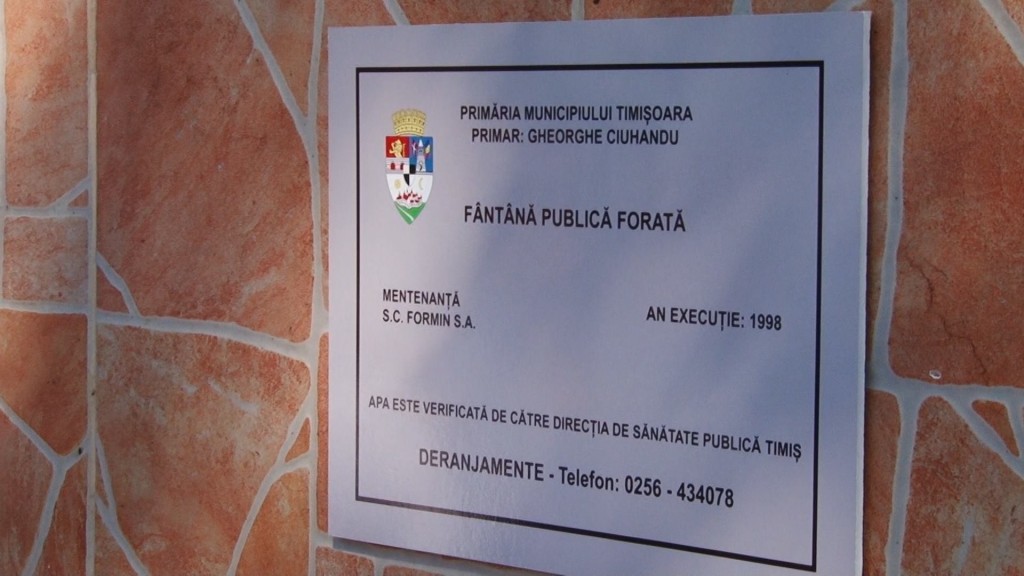 PRIMĂRIA MUNICIPIULUI TIMIȘOARA
PRIMAR: GHEORGHE CIUHANDU
FÂNTÂNĂ PUBLICĂ FORATĂ
MENTENANȚĂ
S.C. FORMIN S.A.
AN EXECUȚIE: 1998
APA ESTE VERIFICATĂ DE CĂTRE DIRECȚIA DE SĂNĂTATE PUBLICĂ TIMIȘ
DERANJAMENTE - Telefon: 0256 - 434078